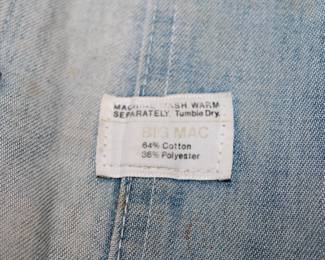 MACHINE WASH WARM
SEPARATELY. Tumble Dry.
BIG MAC
64% Cotton
36% Polyester